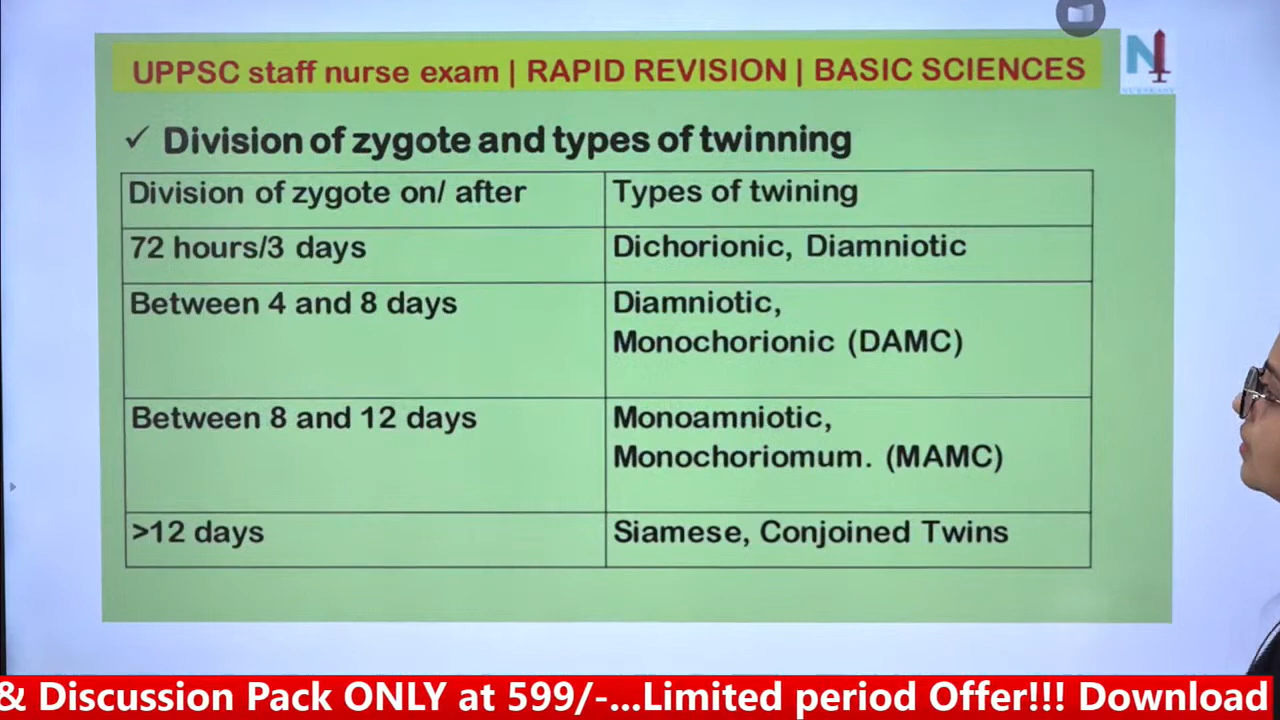 UPPSC staff nurse exam | RAPID REVISION | BASIC SCIENCES
✓ Division of zygote and types of twinning
Division of zygote on/ after
Types of twining
72 hours/3 days
Dichorionic, Diamniotic
Between 4 and 8 days
Diamniotic,
Monochorionic (DAMC)
Between 8 and 12 days
Monoamniotic,
Monochoriomum. (MAMC)
>12 days
Siamese, Conjoined Twins
& Discussion Pack ONLY at 599/-...Limited period Offer!!! Download